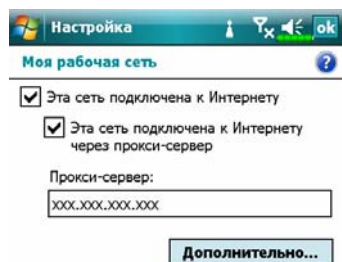 Настройка
ok
Моя рабочая сеть
?
Эта сеть подключена к Интернету
Эта сеть подключена к Интернету
через прокси-сервер
Прокси-сервер:
xxx.xxx.xxx.xxx
Дополнительно...